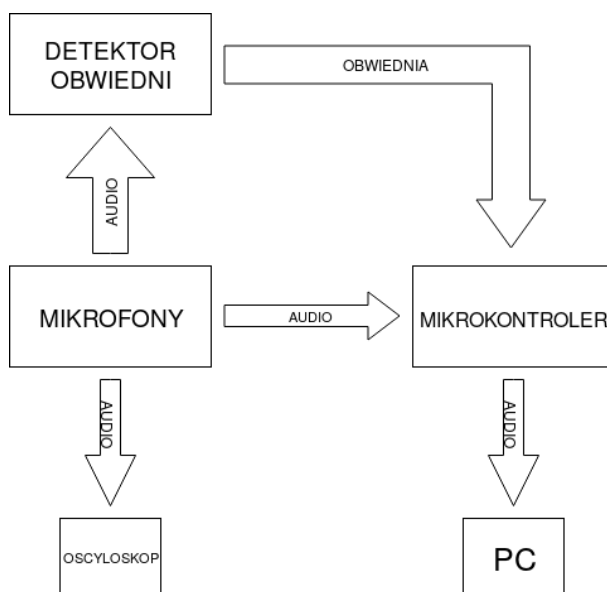 DETEKTOR
OBWIEDNI
OBWIEDNIA
AUDIO
MIKROFONY
AUDIO
MIKROKONTROLER
AUDIO
AUDIO
OSCYLOSKOP
PC